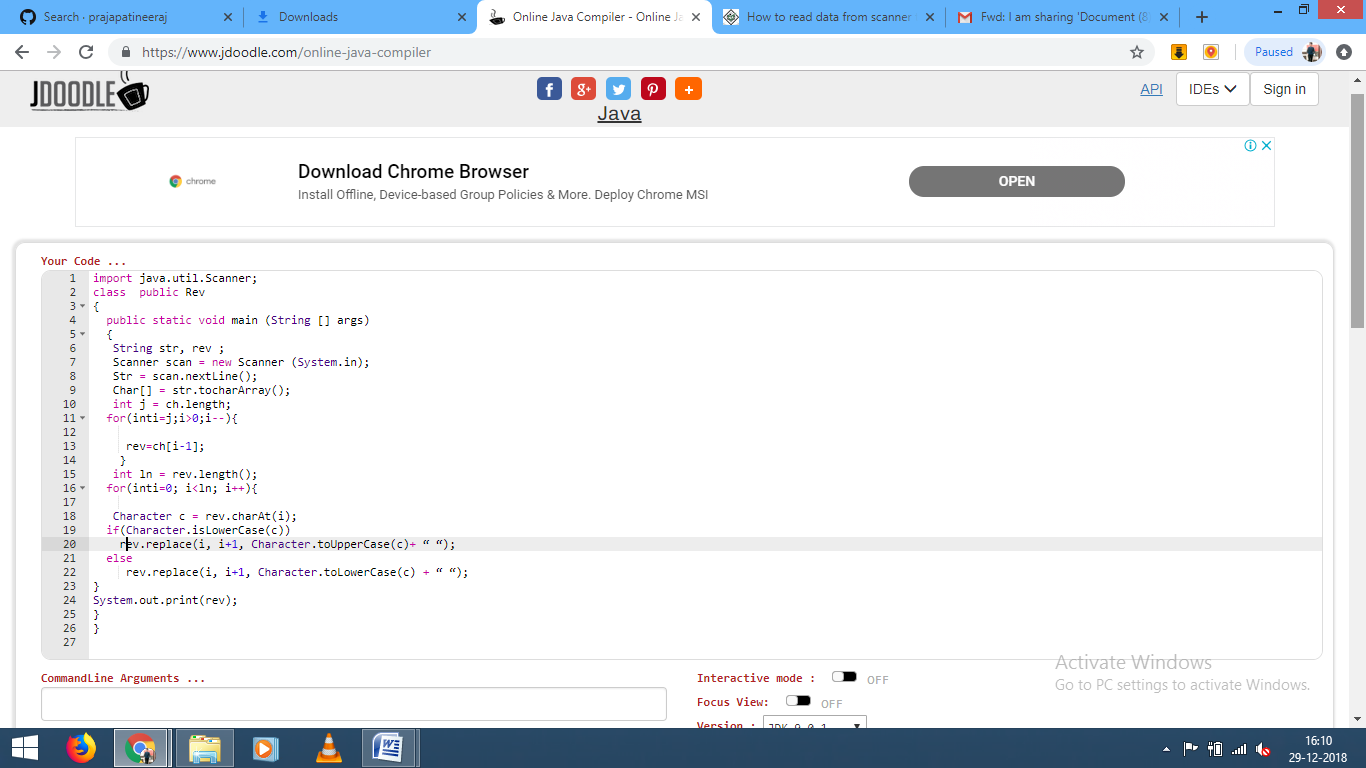 Search · prajapatineeraj
Downloads
Online Java Compiler - Online Ja
How to read data from scanner
Fwd: I am sharing 'Document (8
https://www.jdoodle.com/online-java-compiler
Paused
JDOODLE
Java
API
IDEs
Sign in
chrome
Download Chrome Browser
Install Offline, Device-based Group Policies & More. Deploy Chrome MSI
OPEN
Your Code ...
1 import java.util.Scanner;
2 class  public Rev
3 {
4   public static void main (String [] args)
5   {
6    String str, rev ;
7    Scanner scan = new Scanner (System.in);
8    Str = scan.nextLine();
9    Char[] = str.tocharArray();
10    int j = ch.length;
11   for(inti=j;i>0;i--){
12
13      rev=ch[i-1];
14     }
15    int ln = rev.length();
16   for(inti=0; i<ln; i++){
17
18    Character c = rev.charAt(i);
19   if(Character.isLowerCase(c))
20     rev.replace(i, i+1, Character.toUpperCase(c)+ “ “);
21   else
22      rev.replace(i, i+1, Character.toLowerCase(c) + “ “);
23 }
24 System.out.print(rev);
25 }
26 }
27
CommandLine Arguments ...
Interactive mode : OFF
Focus View: OFF
Version : JDK 9.0.1
Activate Windows
Go to PC settings to activate Windows.
16:10
29-12-2018